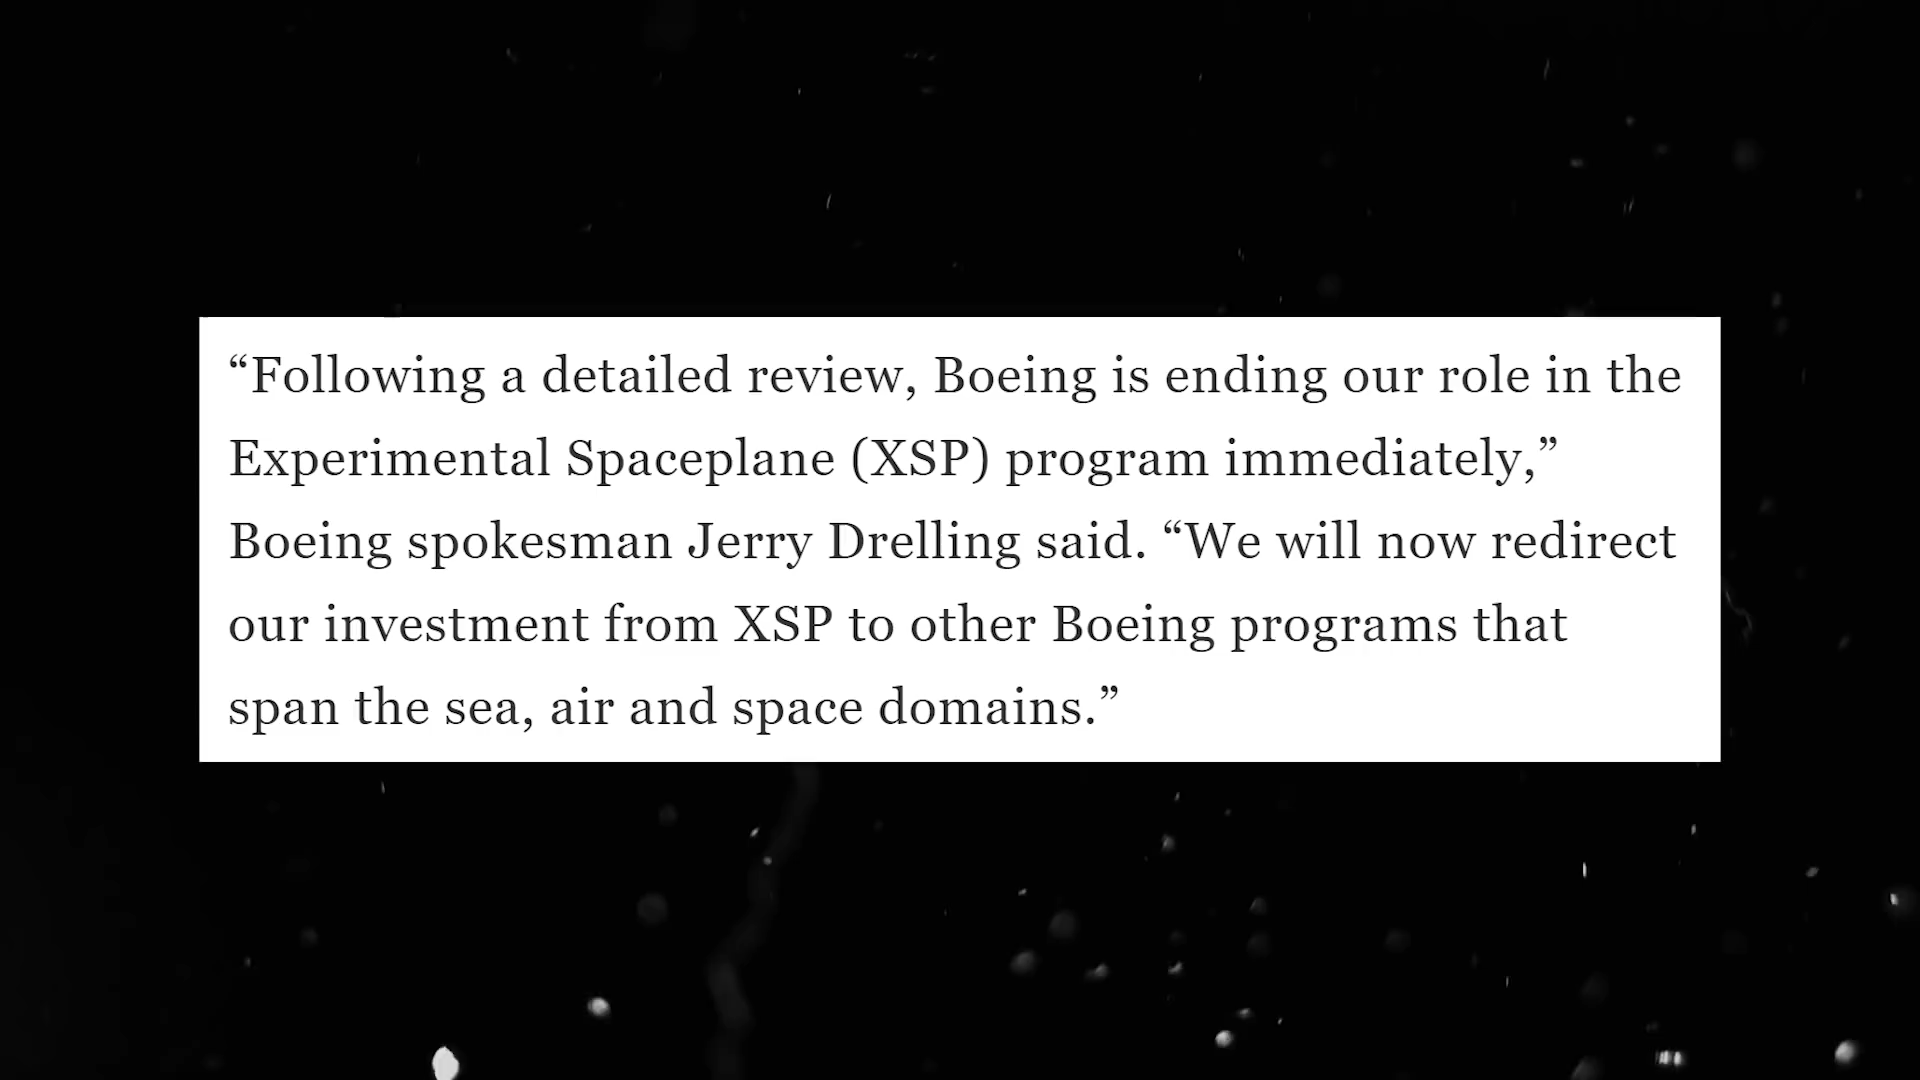 “Following a detailed review, Boeing is ending our role in the
Experimental Spaceplane (XSP) program immediately,”
Boeing spokesman Jerry Drelling said. “We will now redirect
our investment from XSP to other Boeing programs that
span the sea, air and space domains.”